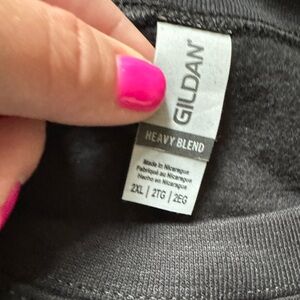 GILDAN
HEAVY BLEND
Made in Nicaragua
Fabriqué au Nicaragua
Hecho en Nicaragua
2XL | 2TG | 2EG